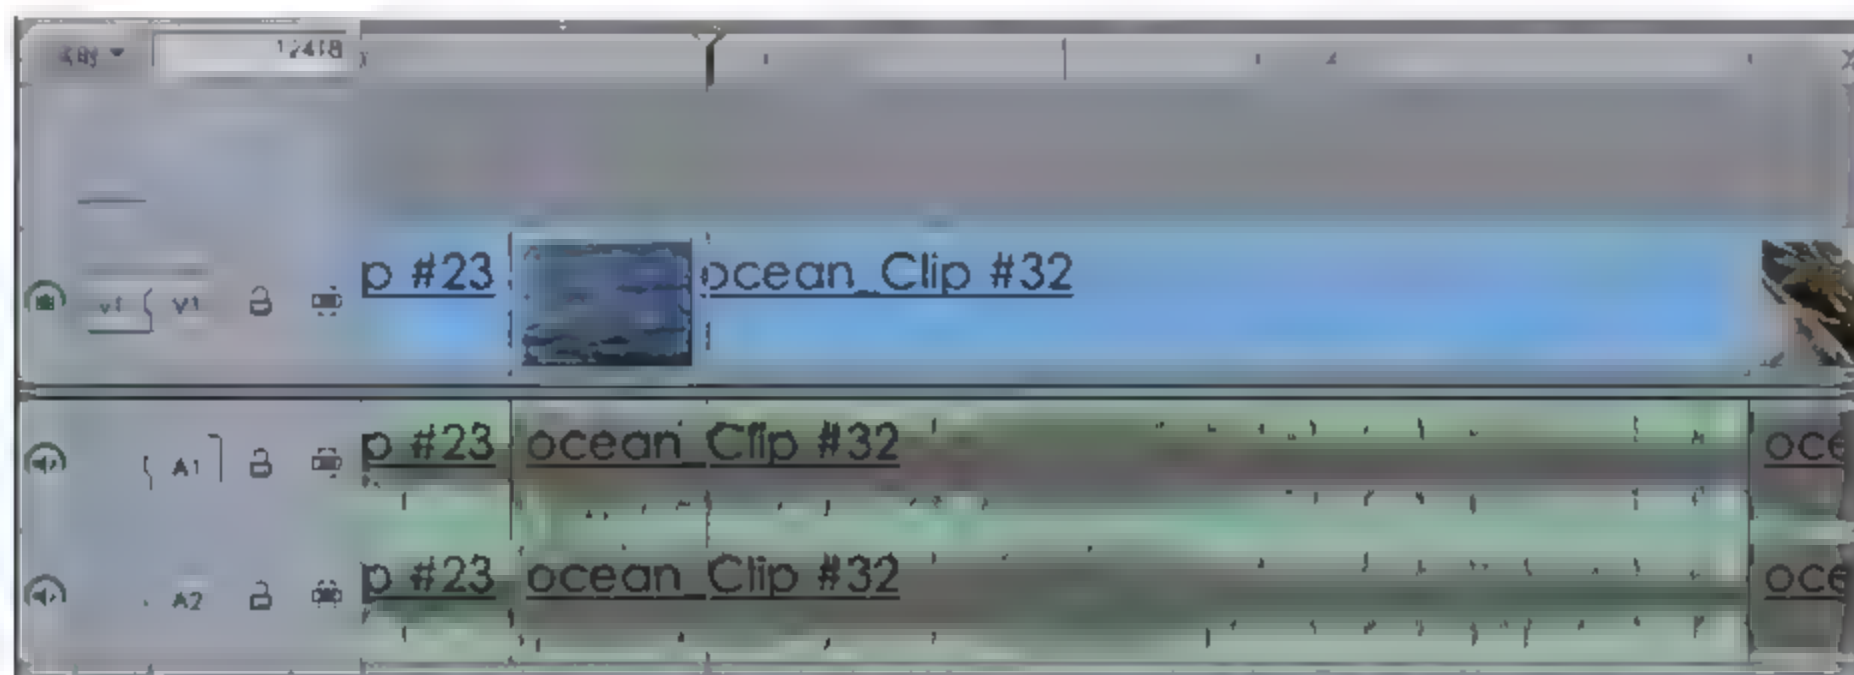 12418
p #23 ocean_Clip #32
V1 V1
p #23 ocean_Clip #32 oce
A1
p #23 ocean_Clip #32 oce
A2